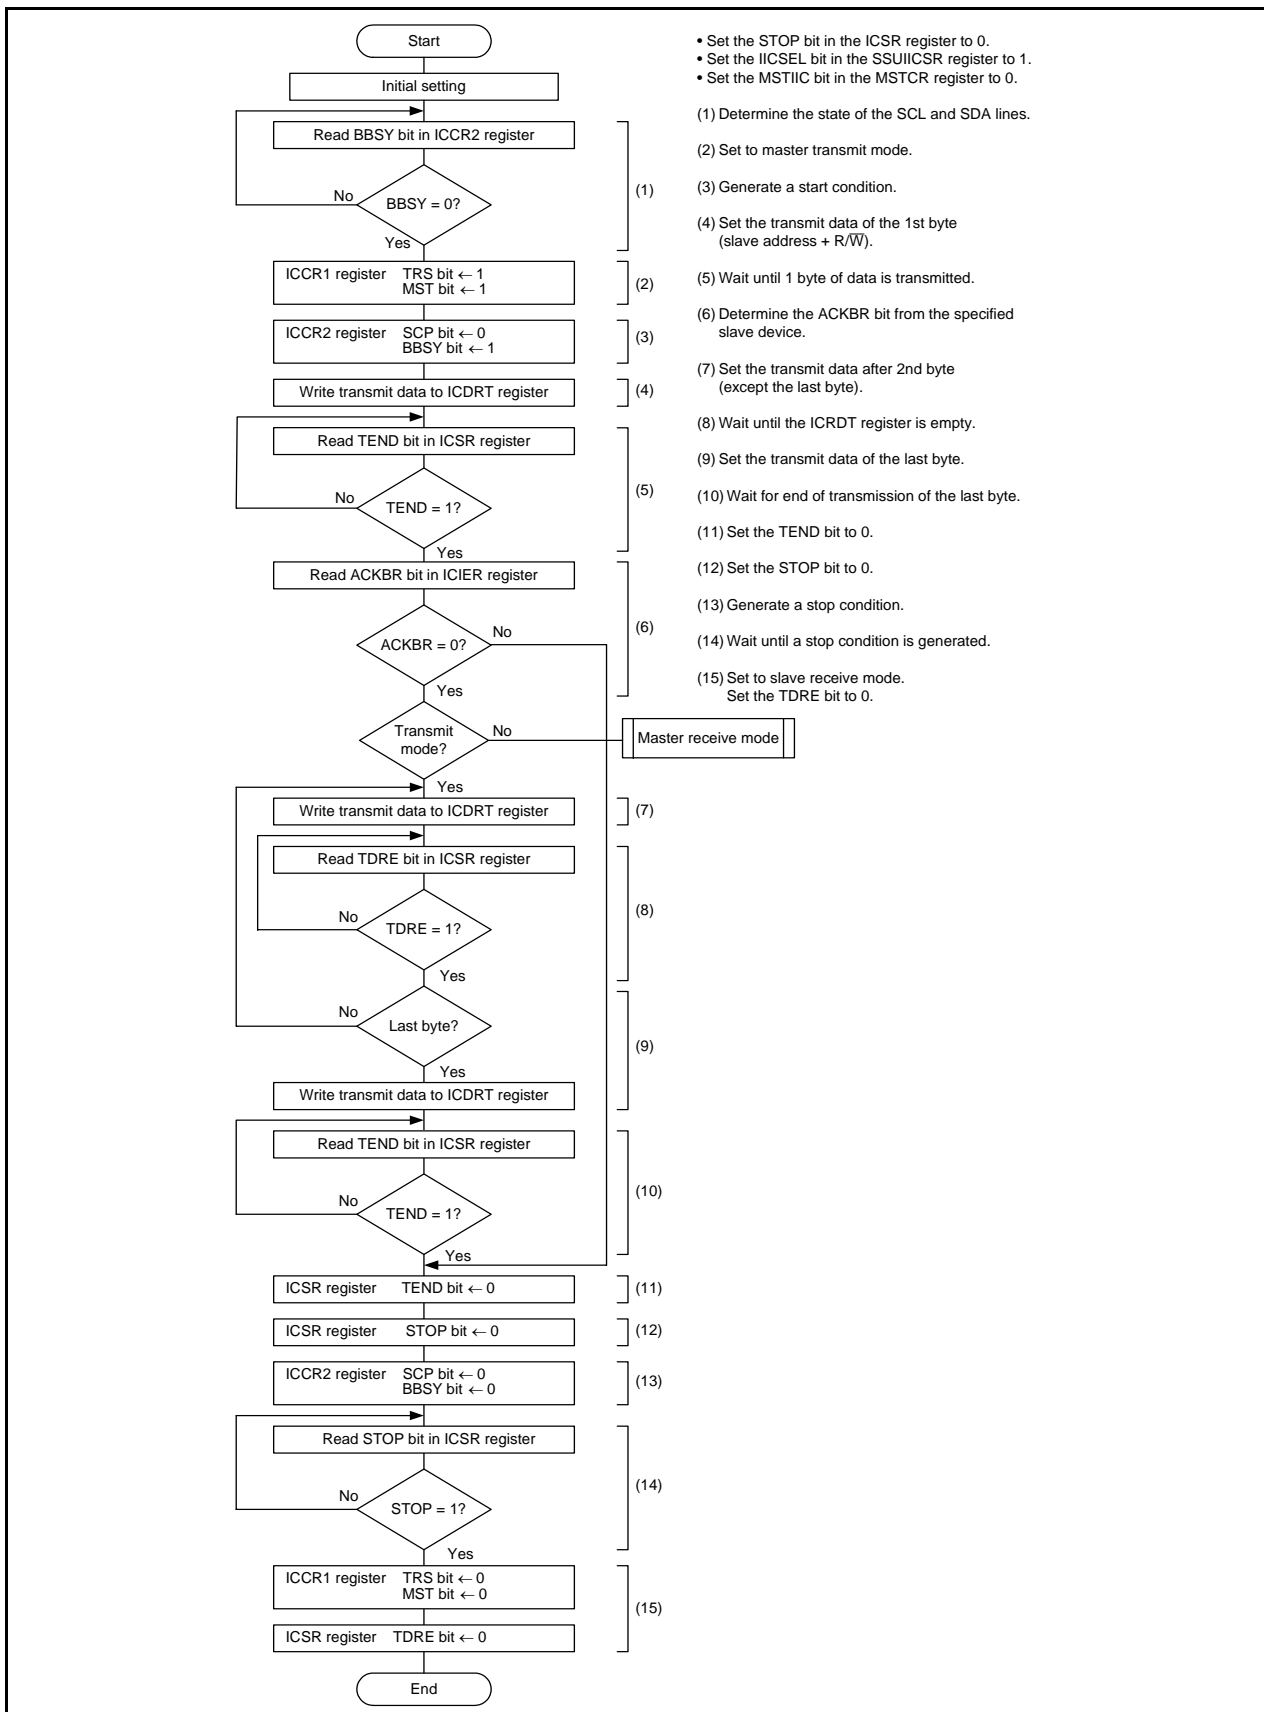 Start
Initial setting
Read BBSY bit in ICCR2 register
BBSY = 0?
No
Yes
(1)
ICCR1 register TRS bit ← 1
MST bit ← 1
(2)
ICCR2 register SCP bit ← 0
BBSY bit ← 1
(3)
Write transmit data to ICDRT register
(4)
Read TEND bit in ICSR register
TEND = 1?
No
Yes
(5)
Read ACKBR bit in ICIER register
ACKBR = 0?
No
Yes
(6)
Transmit
mode?
No
Yes
Master receive mode
Write transmit data to ICDRT register
(7)
Read TDRE bit in ICSR register
TDRE = 1?
No
Yes
(8)
Last byte?
No
Yes
(9)
Write transmit data to ICDRT register
Read TEND bit in ICSR register
TEND = 1?
No
Yes
(10)
ICSR register TEND bit ← 0
(11)
ICSR register STOP bit ← 0
(12)
ICCR2 register SCP bit ← 0
BBSY bit ← 0
(13)
Read STOP bit in ICSR register
STOP = 1?
No
Yes
(14)
ICCR1 register TRS bit ← 0
MST bit ← 0
(15)
ICSR register TDRE bit ← 0
End
• Set the STOP bit in the ICSR register to 0.
• Set the IICSEL bit in the SSUIICSR register to 1.
• Set the MSTIIC bit in the MSTCR register to 0.
(1) Determine the state of the SCL and SDA lines.
(2) Set to master transmit mode.
(3) Generate a start condition.
(4) Set the transmit data of the 1st byte
(slave address + R/W̅).
(5) Wait until 1 byte of data is transmitted.
(6) Determine the ACKBR bit from the specified
slave device.
(7) Set the transmit data after 2nd byte
(except the last byte).
(8) Wait until the ICRDT register is empty.
(9) Set the transmit data of the last byte.
(10) Wait for end of transmission of the last byte.
(11) Set the TEND bit to 0.
(12) Set the STOP bit to 0.
(13) Generate a stop condition.
(14) Wait until a stop condition is generated.
(15) Set to slave receive mode.
Set the TDRE bit to 0.